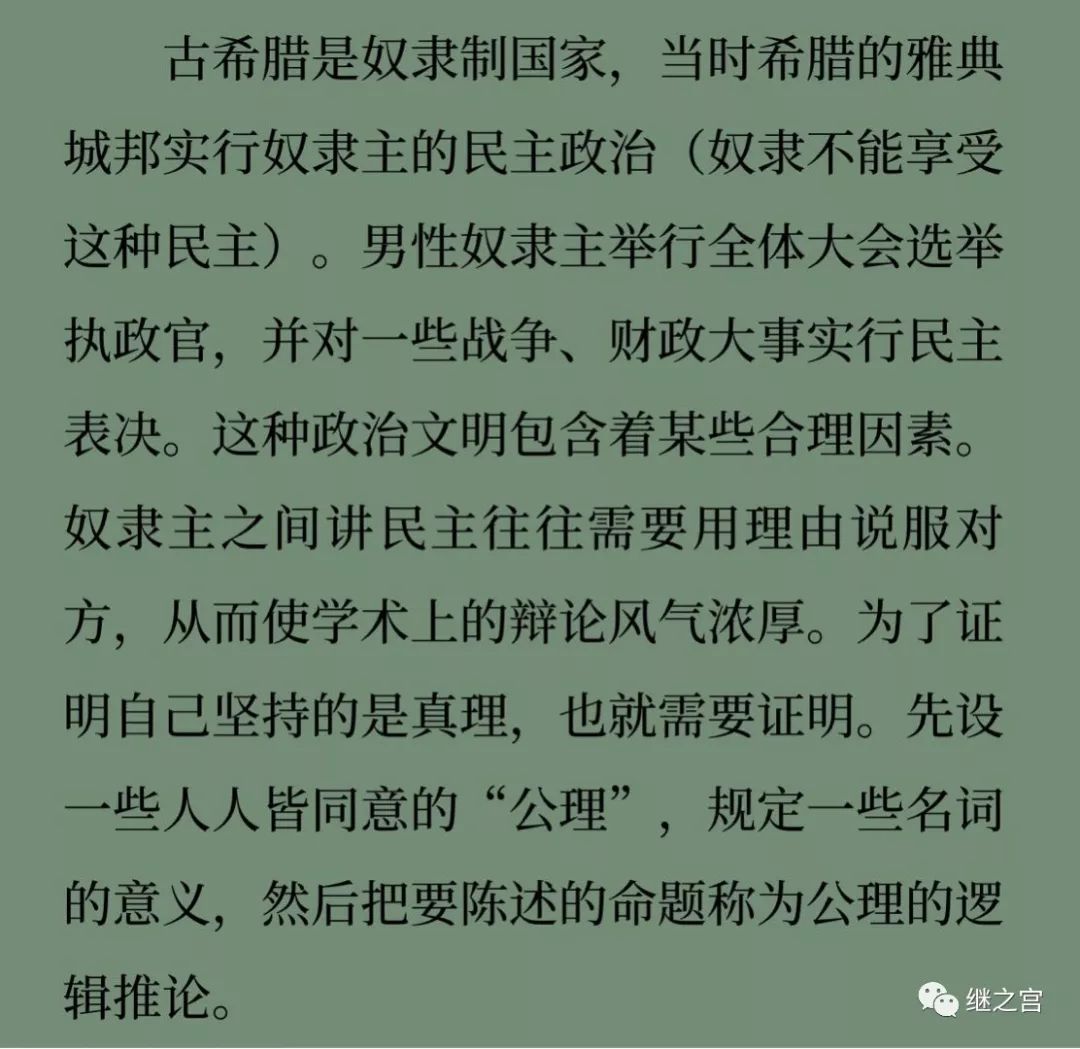 古希腊是奴隶制国家，当时希腊的雅典
城邦实行奴隶主的民主政治（奴隶不能享受
这种民主）。男性奴隶主举行全体大会选举
执政官，并对一些战争、财政大事实行民主
表决。这种政治文明包含着某些合理因素。
奴隶主之间讲民主往往需要用理由说服对
方，从而使学术上的辩论风气浓厚。为了证
明自己坚持的是真理，也就需要证明。先设
一些人人皆同意的“公理”，规定一些名词
的意义，然后把要陈述的命题称为公理的逻
辑推论。
继之宫